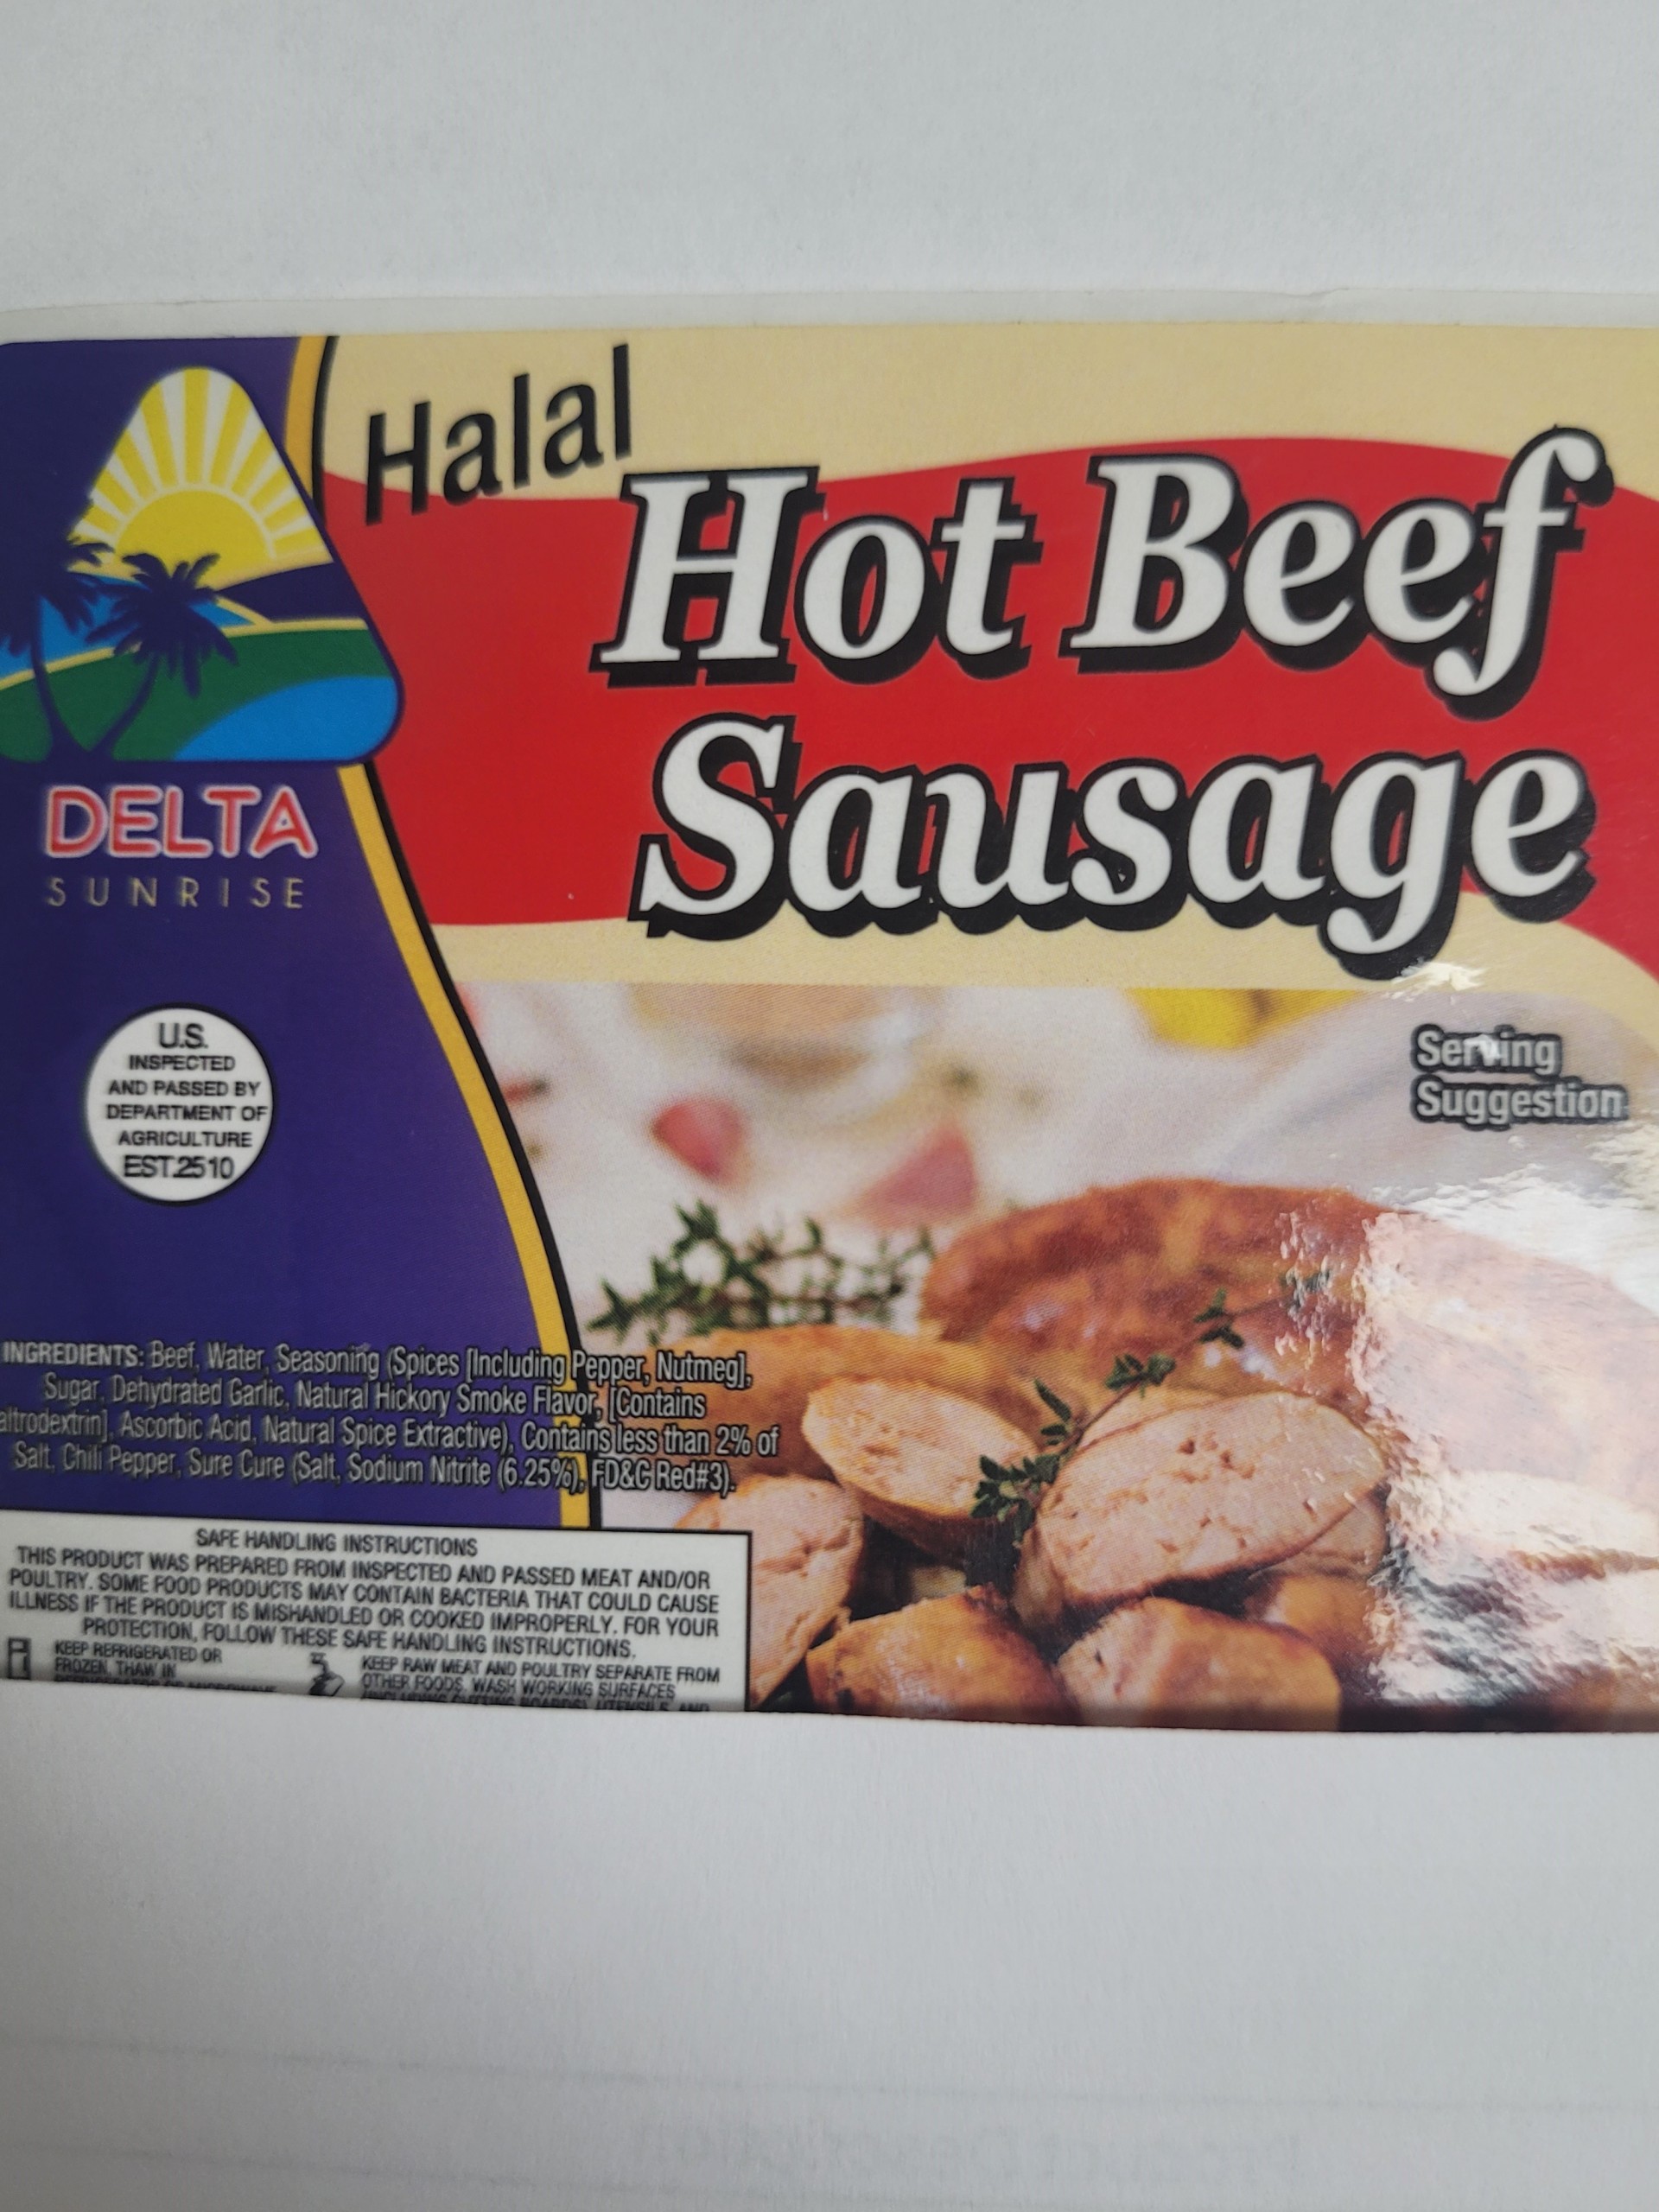 Halal
Hot Beef
Sausage
DELTA
SUNRISE
U.S.
INSPECTED
AND PASSED BY
DEPARTMENT OF
AGRICULTURE
EST.2510
Serving
Suggestion
INGREDIENTS: Beef, Water, Seasoning (Spices [Including Pepper, Nutmeg],
Sugar, Dehydrated Garlic, Natural Hickory Smoke Flavor, [Contains
altrodextrin], Ascorbic Acid, Natural Spice Extractive), Contains less than 2% of
Salt, Chili Pepper, Sure Cure (Salt, Sodium Nitrite (6.25%), FD&C Red#3).
SAFE HANDLING INSTRUCTIONS
THIS PRODUCT WAS PREPARED FROM INSPECTED AND PASSED MEAT AND/OR
POULTRY. SOME FOOD PRODUCTS MAY CONTAIN BACTERIA THAT COULD CAUSE
ILLNESS IF THE PRODUCT IS MISHANDLED OR COOKED IMPROPERLY. FOR YOUR
PROTECTION, FOLLOW THESE SAFE HANDLING INSTRUCTIONS.
KEEP REFRIGERATED OR
FROZEN. THAW IN
KEEP RAW MEAT AND POULTRY SEPARATE FROM
OTHER FOODS. WASH WORKING SURFACES